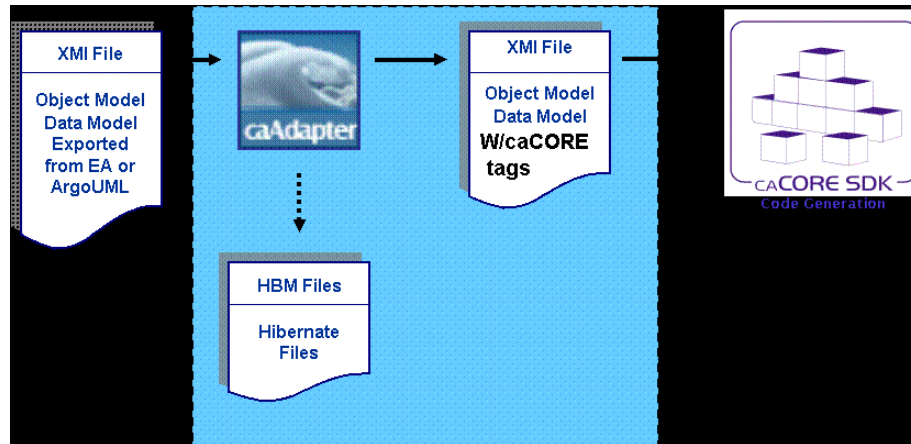 XMI File
Object Model
Data Model
Exported
from EA or
ArgoUML
caAdapter
XMI File
Object Model
Data Model
W/caCORE
tags
HBM Files
Hibernate
Files
caCORE SDK
Code Generation